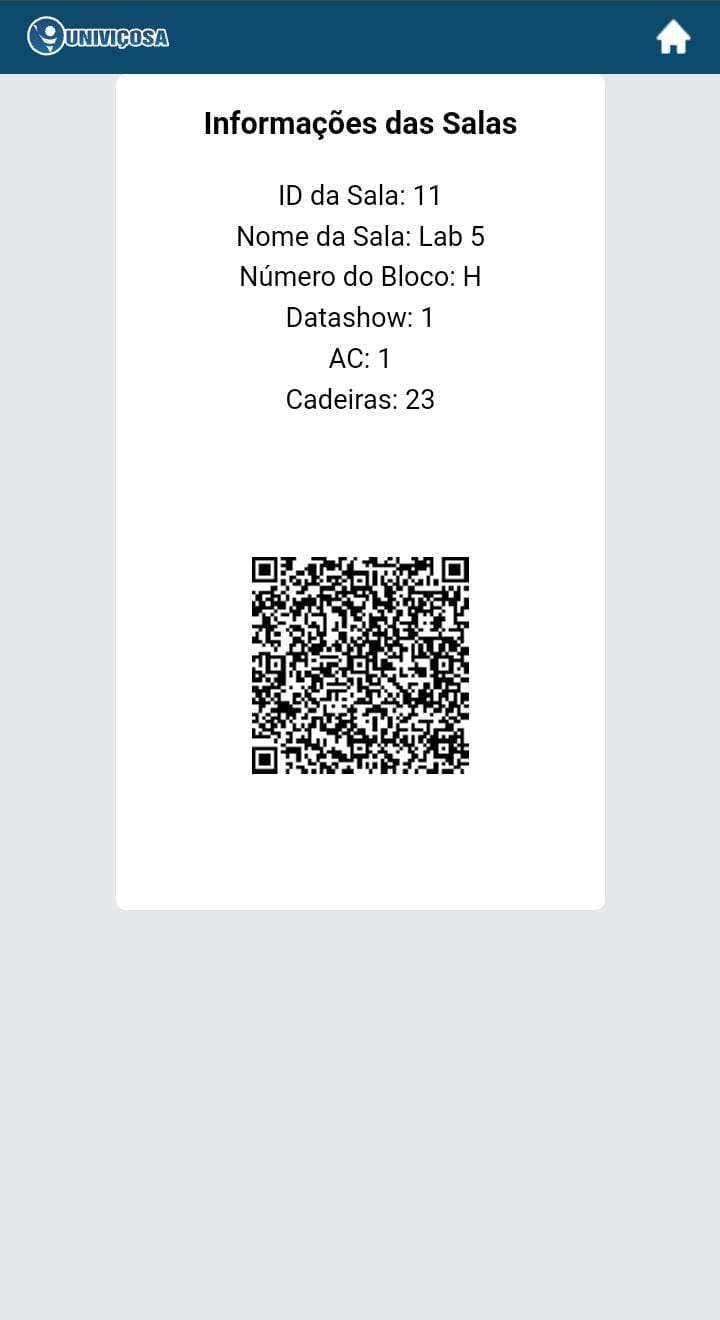 UNIVIÇOSA
Informações das Salas
ID da Sala: 11
Nome da Sala: Lab 5
Número do Bloco: H
Datashow: 1
AC: 1
Cadeiras: 23